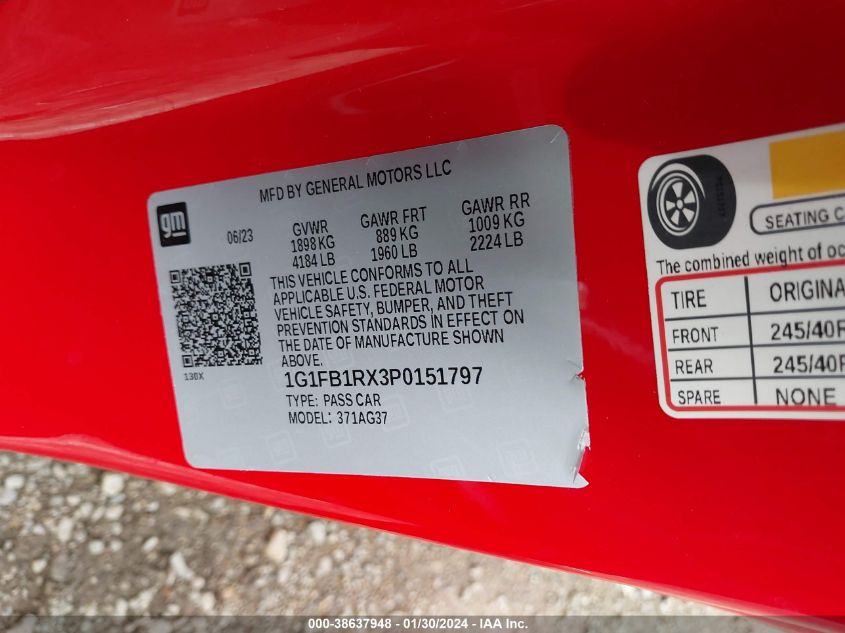 MFD BY GENERAL MOTORS LLC
gm
06/23
GVWR
1898 KG
4184 LB
GAWR FRT
889 KG
1960 LB
GAWR RR
1009 KG
2224 LB
THIS VEHICLE CONFORMS TO ALL
APPLICABLE U.S. FEDERAL MOTOR
VEHICLE SAFETY, BUMPER, AND THEFT
PREVENTION STANDARDS IN EFFECT ON
THE DATE OF MANUFACTURE SHOWN
ABOVE.
130X
1G1FB1RX3P0151797
TYPE: PASS CAR
MODEL: 371AG37
SEATING C
The combined weight of oc
TIRE ORIGINA
FRONT 245/40R
REAR 245/40R
SPARE NONE
000-38637948 - 01/30/2024 - IAA Inc.